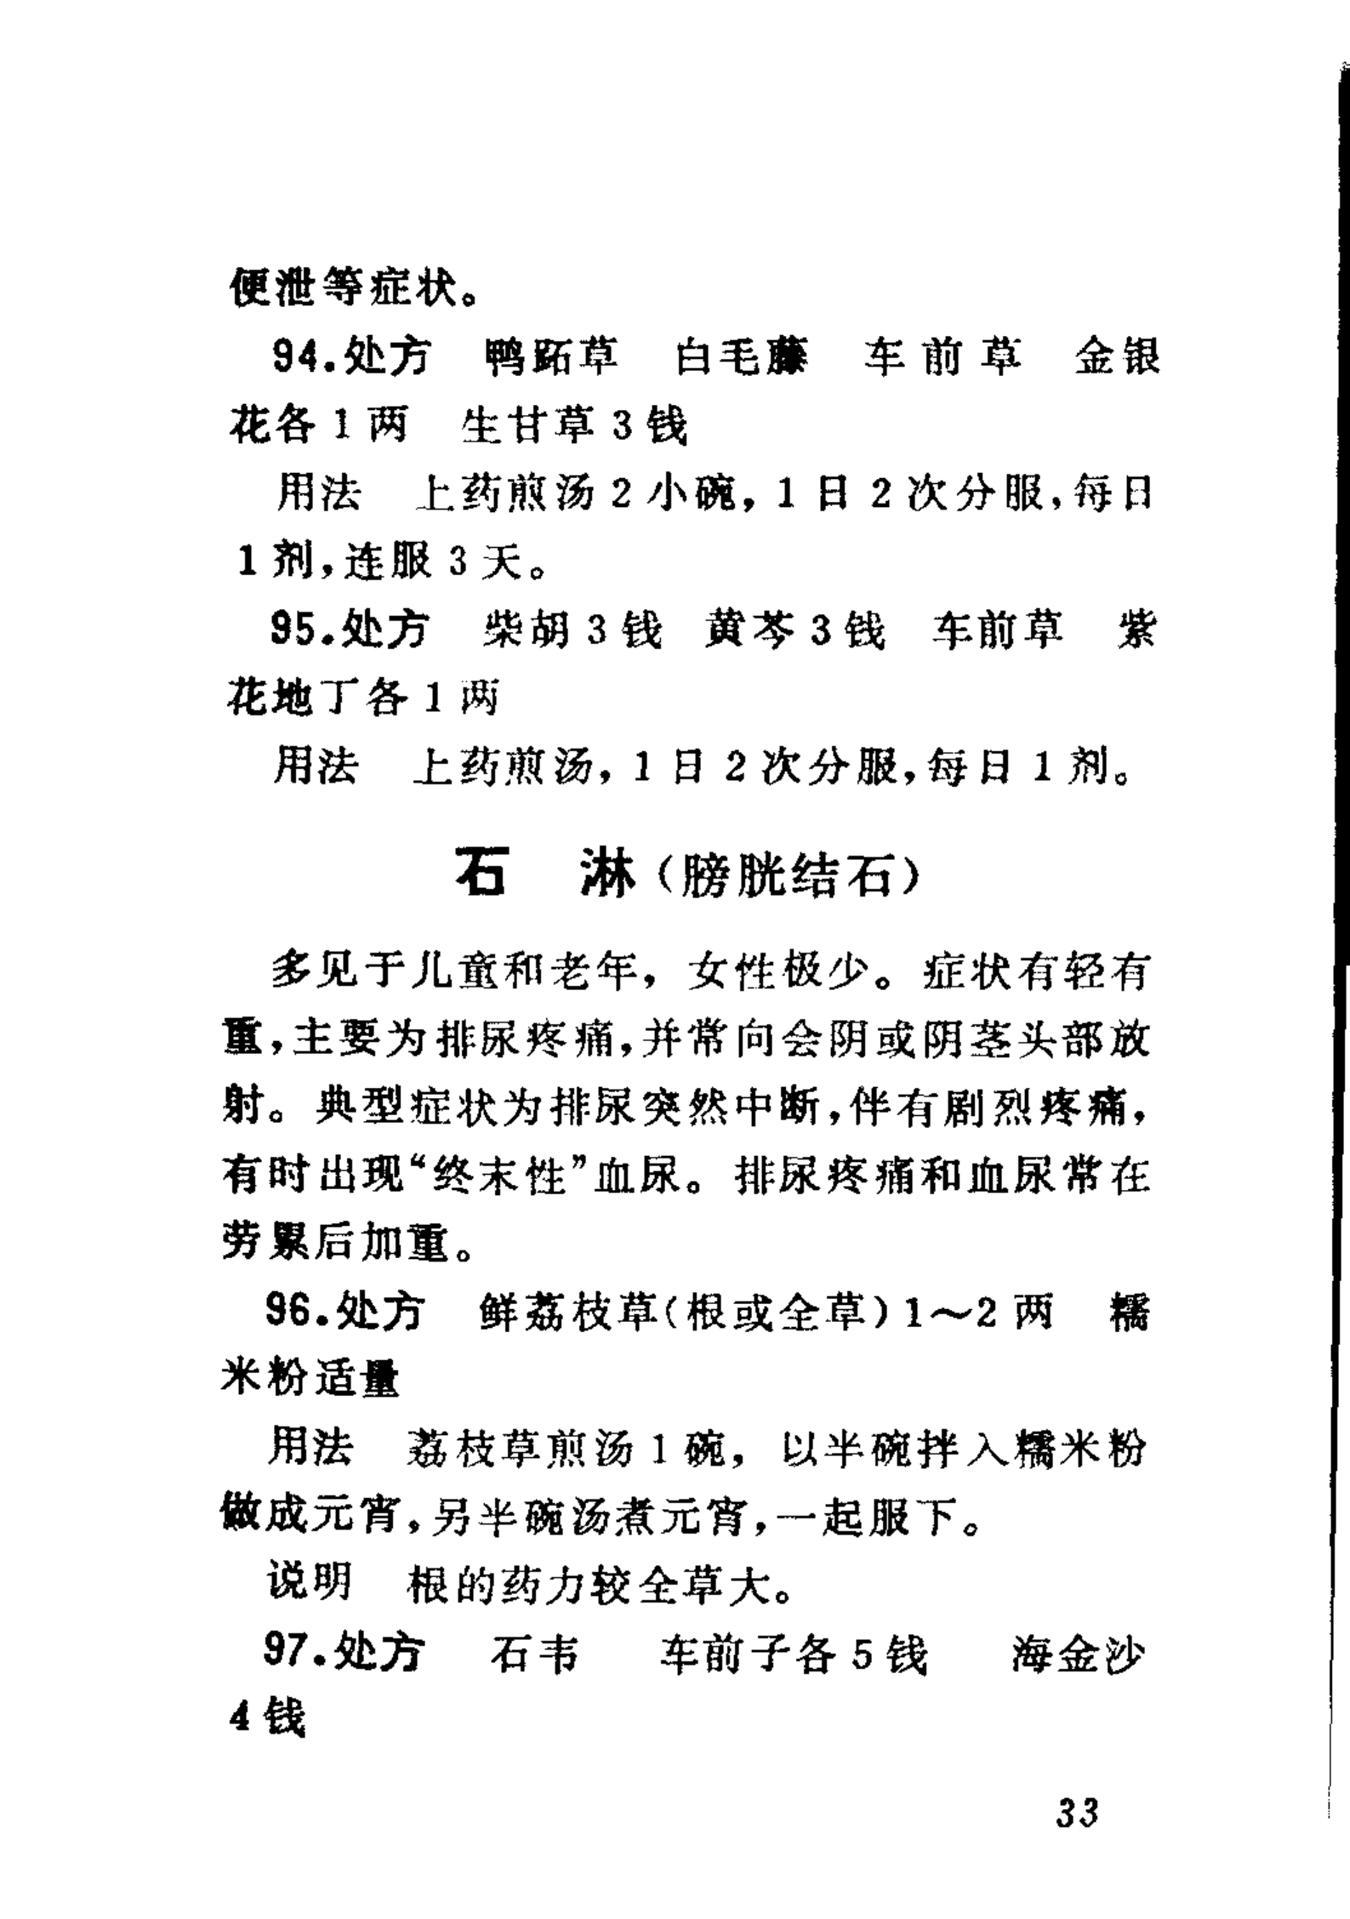 便泄等症状。
94.处方　鸭跖草　白毛藤　车前草　金银
花各1两　生甘草3钱
用法　上药煎汤2小碗，1日2次分服，每日
1剂，连服3天。
95.处方　柴胡3钱　黄芩3钱　车前草　紫
花地丁各1两
用法　上药煎汤，1日2次分服，每日1剂。
石　淋（膀胱结石）
多见于儿童和老年，女性极少。症状有轻有
重，主要为排尿疼痛，并常向会阴或阴茎头部放
射。典型症状为排尿突然中断，伴有剧烈疼痛，
有时出现“终末性”血尿。排尿疼痛和血尿常在
劳累后加重。
96.处方　鲜荔枝草（根或全草）1～2两　糯
米粉适量
用法　荔枝草煎汤1碗，以半碗拌入糯米粉
做成元宵，另半碗汤煮元宵，一起服下。
说明　根的药力较全草大。
97.处方　石韦　车前子各5钱　海金沙
4钱
33